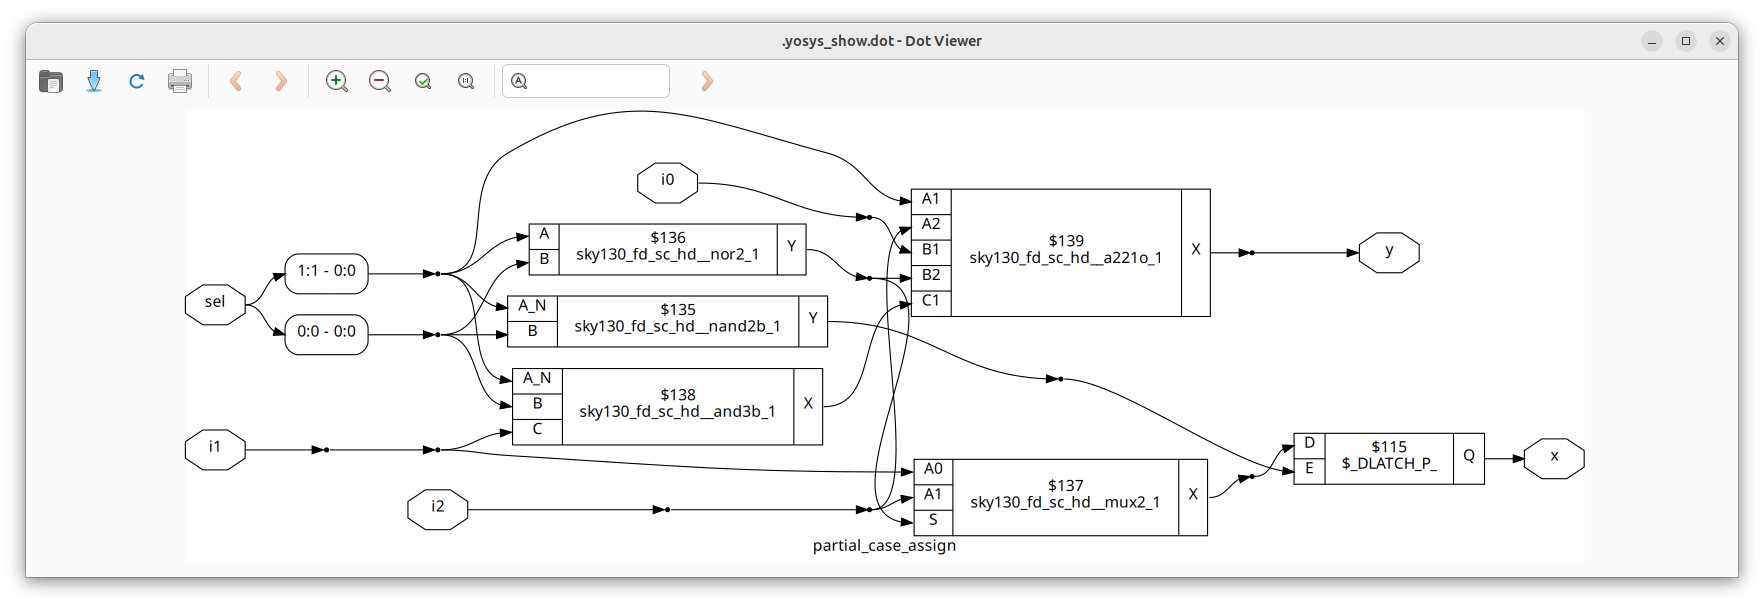 .yosys_show.dot - Dot Viewer
i0
A1
A2
B1
B2
C1
$139
sky130_fd_sc_hd__a221o_1
X
y
A
B
$136
sky130_fd_sc_hd__nor2_1
Y
sel
1:1 - 0:0
0:0 - 0:0
A_N
B
$135
sky130_fd_sc_hd__nand2b_1
Y
A_N
B
C
$138
sky130_fd_sc_hd__and3b_1
X
i1
i2
A0
A1
S
$137
sky130_fd_sc_hd__mux2_1
X
D
E
$115
$_DLATCH_P_
Q
x
partial_case_assign